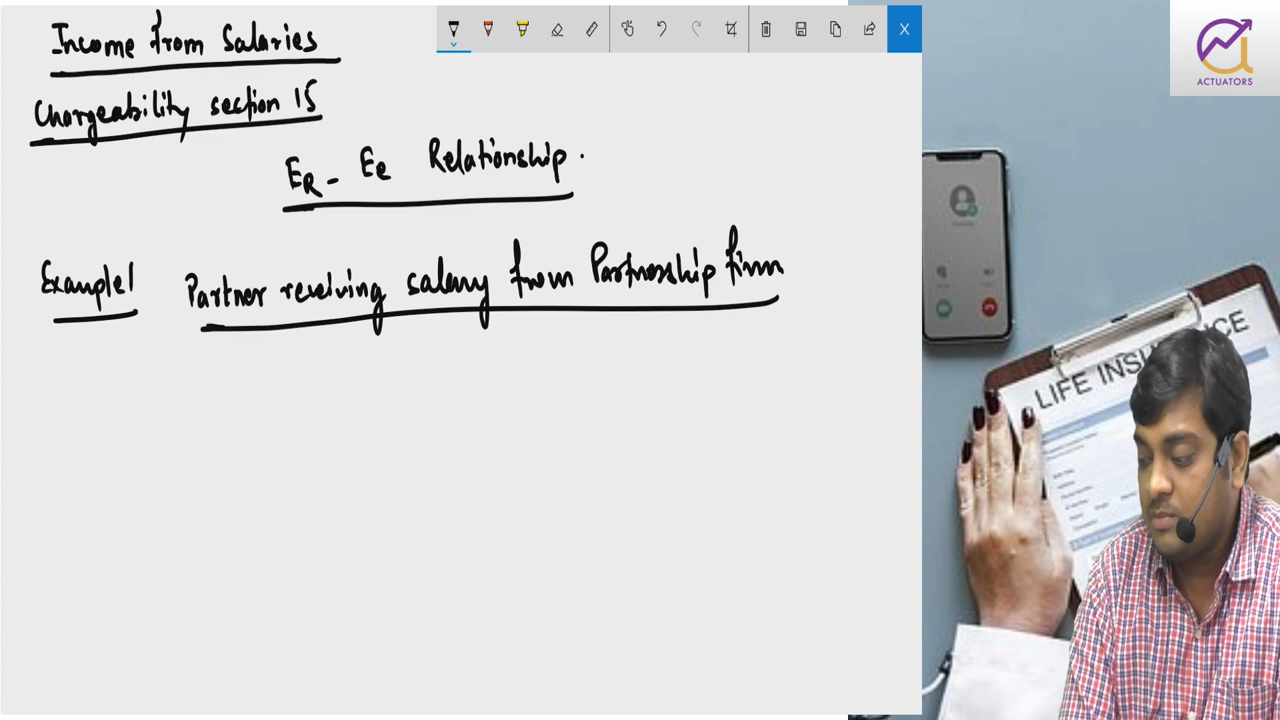 Income from Salaries
Chargeability section 15
ER - Ee Relationship.
Example1 Partner receiving salary from Partnership firm
X
ACTUATORS
LIFE INSURANCE